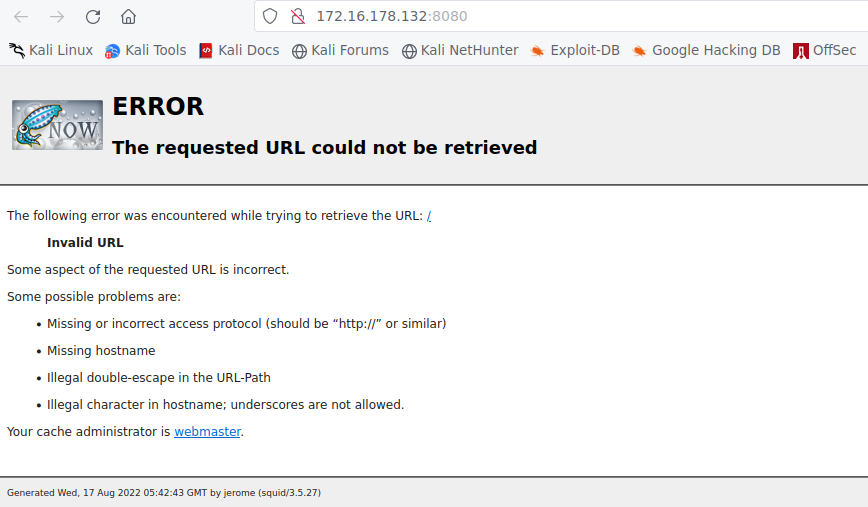 172.16.178.132:8080
Kali Linux Kali Tools Kali Docs Kali Forums Kali NetHunter Exploit-DB Google Hacking DB OffSec
ERROR
NOW
The requested URL could not be retrieved
The following error was encountered while trying to retrieve the URL: /
Invalid URL
Some aspect of the requested URL is incorrect.
Some possible problems are:
• Missing or incorrect access protocol (should be “http://” or similar)
• Missing hostname
• Illegal double-escape in the URL-Path
• Illegal character in hostname; underscores are not allowed.
Your cache administrator is webmaster.
Generated Wed, 17 Aug 2022 05:42:43 GMT by jerome (squid/3.5.27)